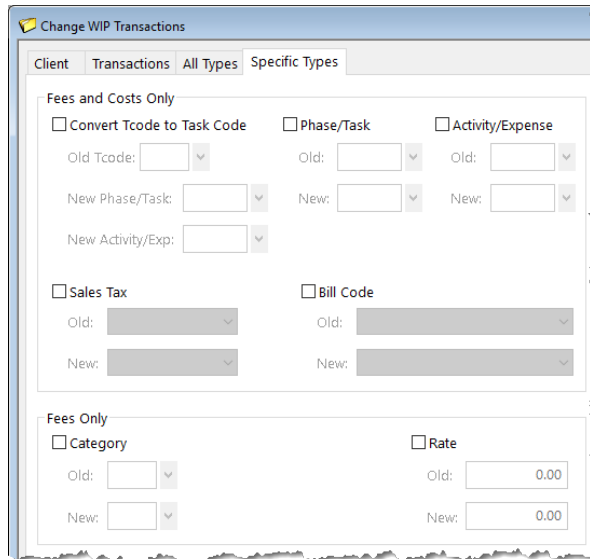 Change WIP Transactions
Client Transactions All Types Specific Types
Fees and Costs Only
Convert Tcode to Task Code Phase/Task Activity/Expense
Old Tcode: Old: Old:
New Phase/Task: New: New:
New Activity/Exp:
Sales Tax Bill Code
Old: Old:
New: New:
Fees Only
Category Rate
Old: Old: 0.00
New: New: 0.00